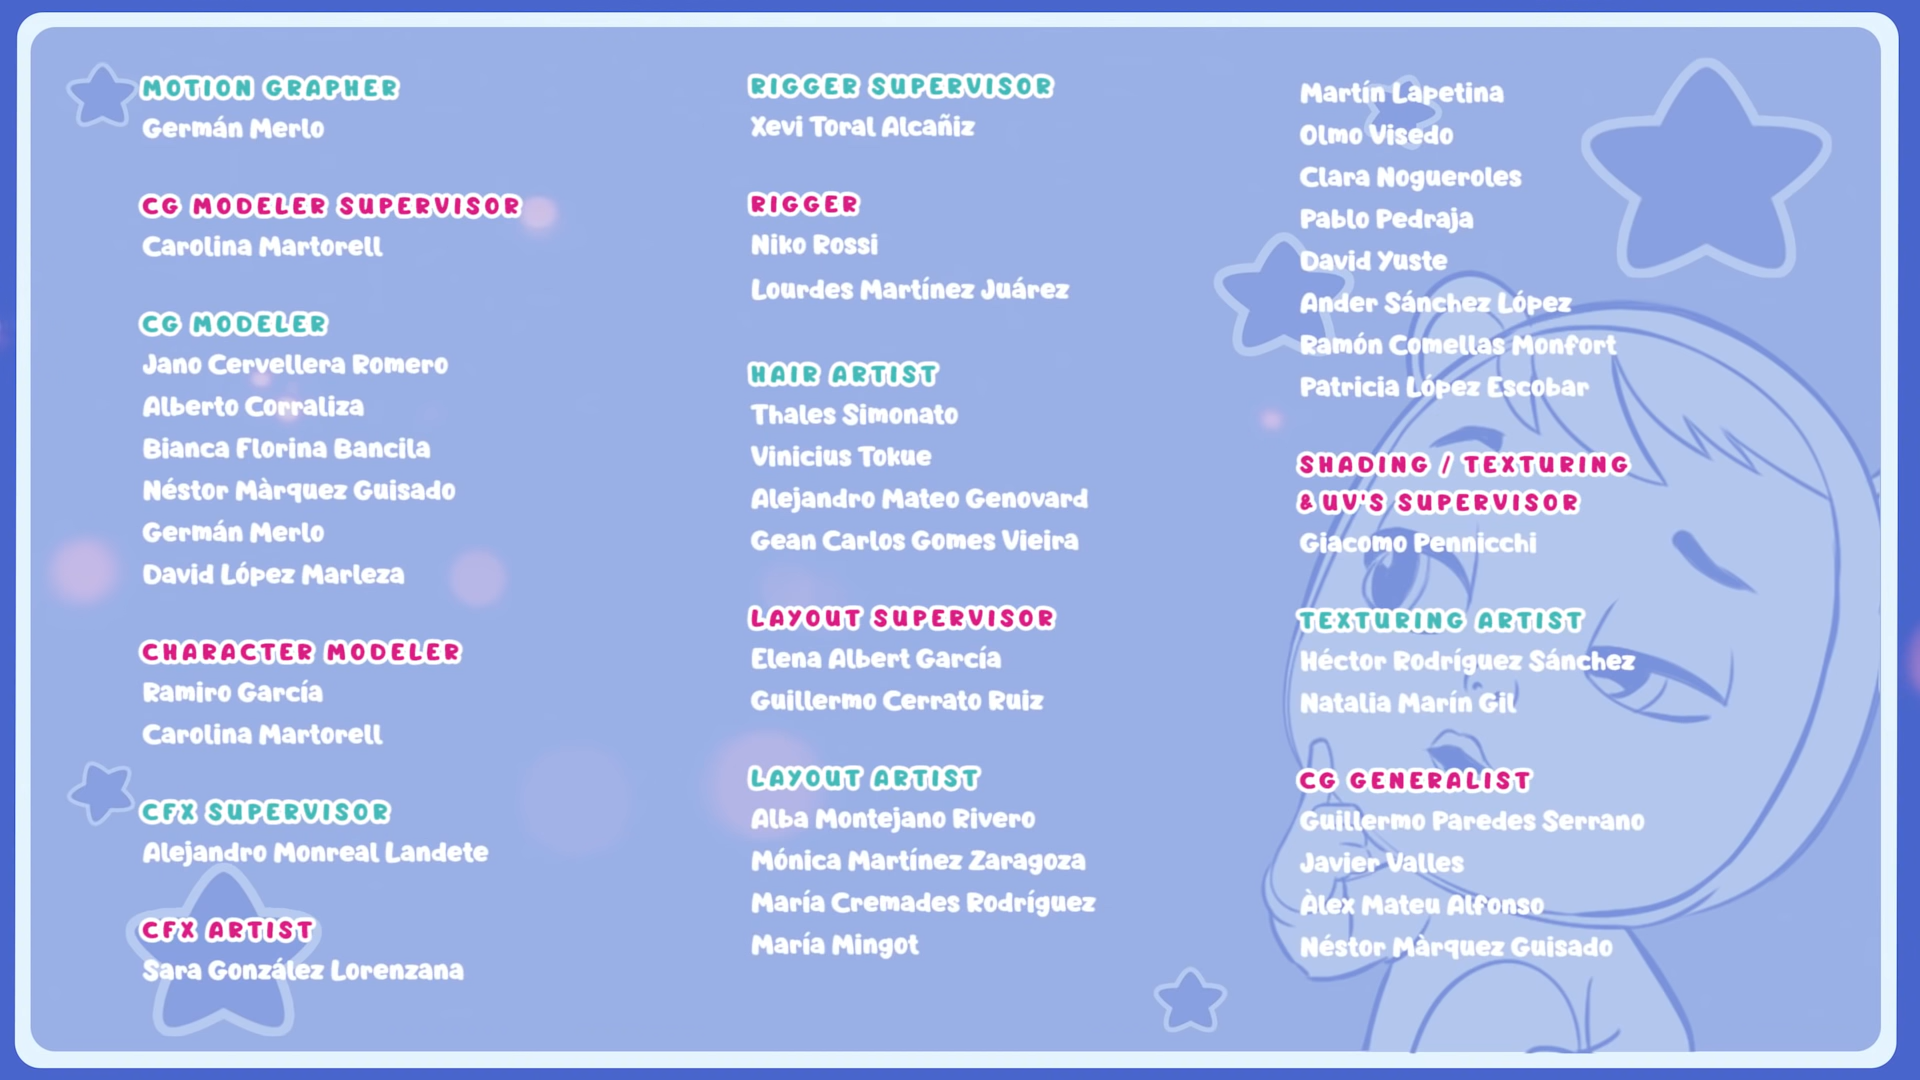 MOTION GRAPHER
Germán Merlo
CG MODELER SUPERVISOR
Carolina Martorell
CG MODELER
Jano Cervellera Romero
Alberto Corraliza
Bianca Florina Bancila
Néstor Màrquez Guisado
Germán Merlo
David López Marleza
CHARACTER MODELER
Ramiro García
Carolina Martorell
CFX SUPERVISOR
Alejandro Monreal Landete
CFX ARTIST
Sara González Lorenzana
RIGGER SUPERVISOR
Xevi Toral Alcañiz
RIGGER
Niko Rossi
Lourdes Martínez Juárez
HAIR ARTIST
Thales Simonato
Vinicius Tokue
Alejandro Mateo Genovard
Gean Carlos Gomes Vieira
LAYOUT SUPERVISOR
Elena Albert García
Guillermo Cerrato Ruiz
LAYOUT ARTIST
Alba Montejano Rivero
Mónica Martínez Zaragoza
María Cremades Rodríguez
María Mingot
Martín Lapetina
Olmo Visedo
Clara Nogueroles
Pablo Pedraja
David Yuste
Ander Sánchez López
Ramón Comellas Monfort
Patricia López Escobar
SHADING / TEXTURING
& UV'S SUPERVISOR
Giacomo Pennicchi
TEXTURING ARTIST
Héctor Rodríguez Sánchez
Natalia Marín Gil
CG GENERALIST
Guillermo Paredes Serrano
Javier Valles
Àlex Mateu Alfonso
Néstor Màrquez Guisado